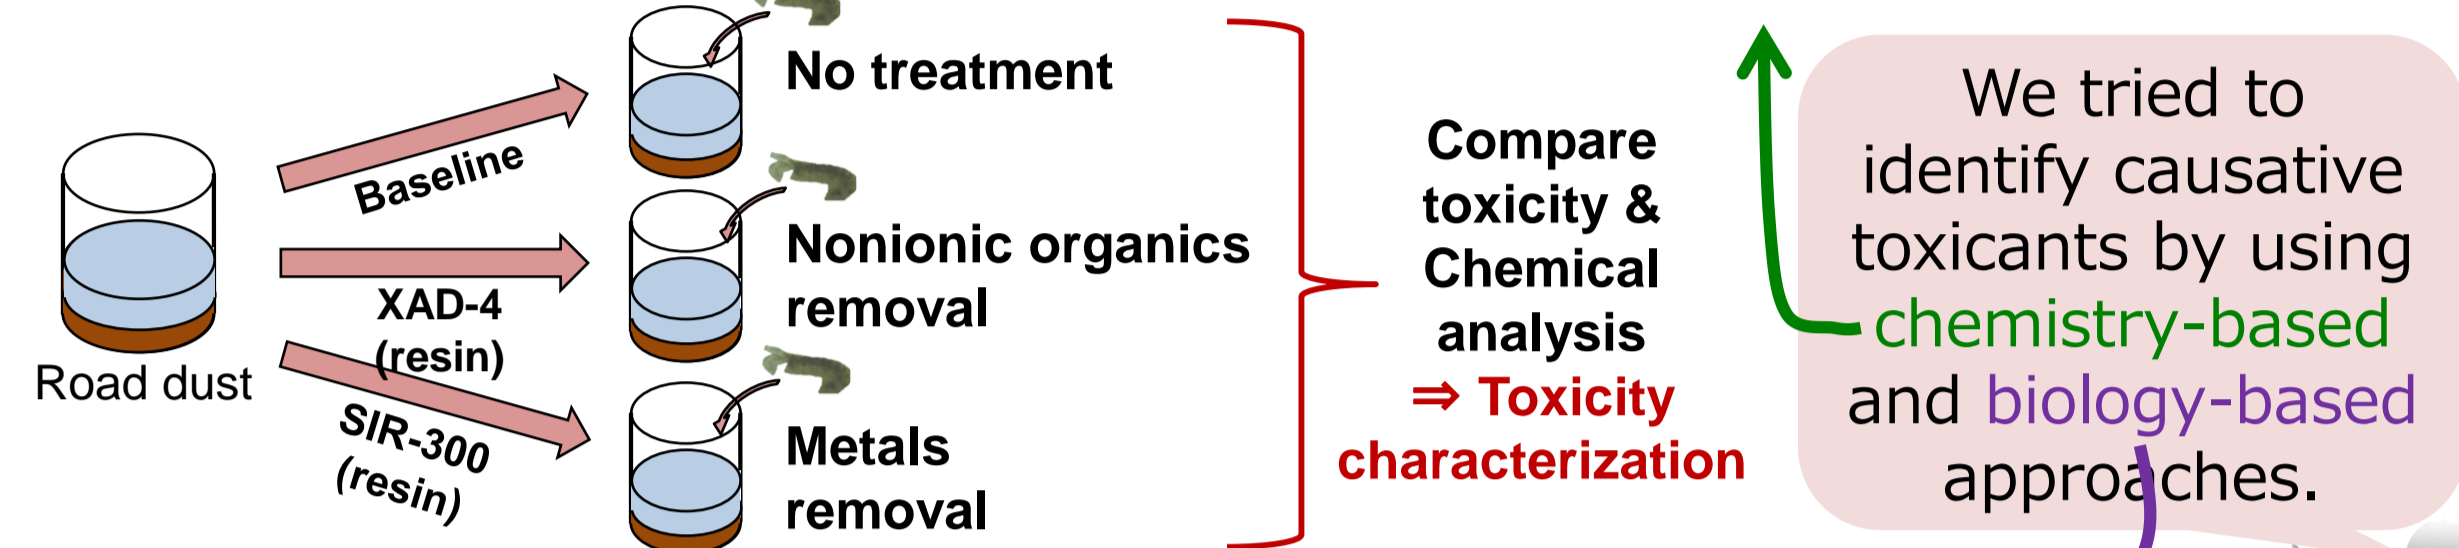 Road dust
Baseline
XAD-4
(resin)
SIR-300
(resin)
No treatment
Nonionic organics
removal
Metals
removal
Compare
toxicity &
Chemical
analysis
⇒ Toxicity
characterization
We tried to
identify causative
toxicants by using
chemistry-based
and biology-based
approaches.